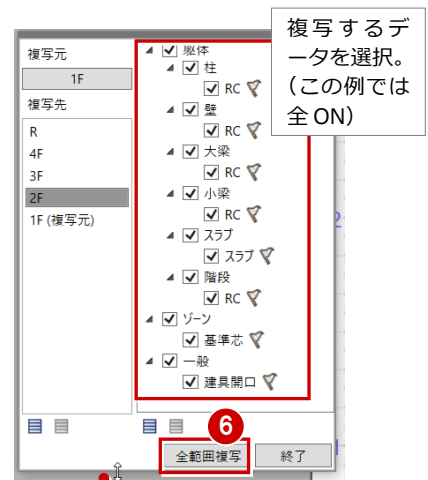 複写するデ
ータを選択。
（この例では
全ON）
複写元
1F
複写先
R
4F
3F
2F
1F (複写元)
躯体
柱
RC
壁
RC
大梁
RC
小梁
RC
スラブ
スラブ
階段
RC
ゾーン
基準芯
一般
建具開口
6
全範囲複写
終了